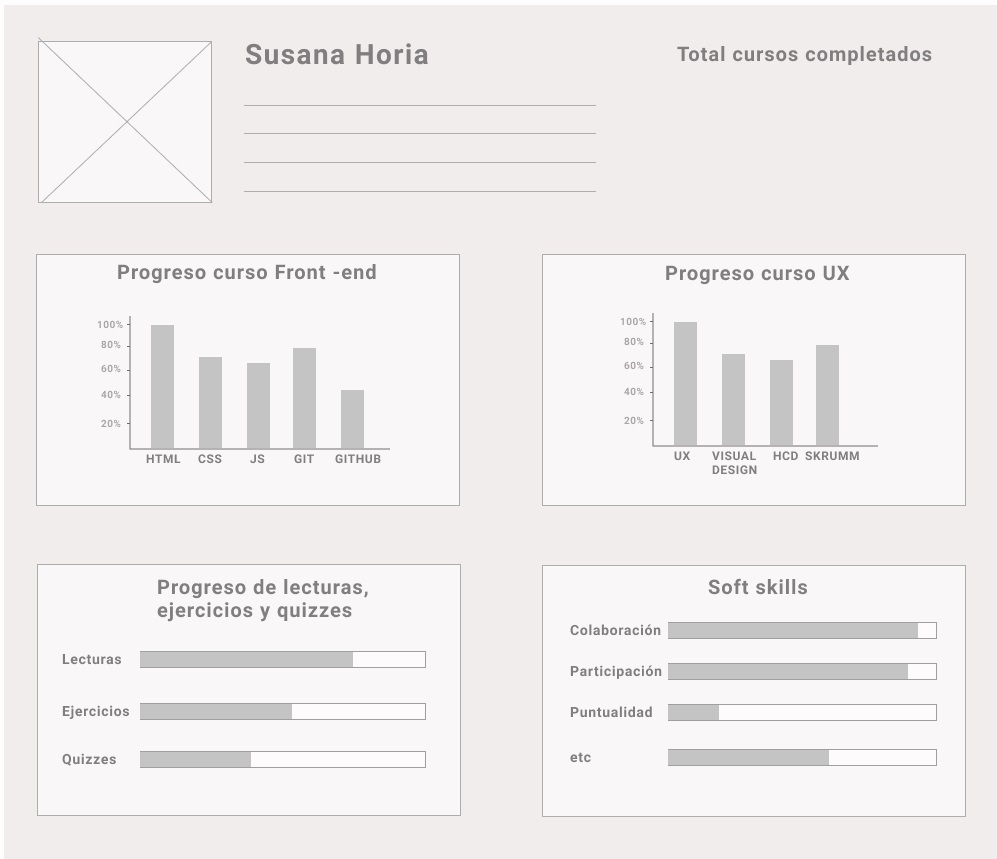 Susana Horia
Total cursos completados
Progreso curso Front -end
100%
80%
60%
40%
20%
HTML CSS JS GIT GITHUB
Progreso curso UX
100%
80%
60%
40%
20%
UX VISUAL HCD SKRUMM
DESIGN
Progreso de lecturas,
ejercicios y quizzes
Lecturas
Ejercicios
Quizzes
Soft skills
Colaboración
Participación
Puntualidad
etc